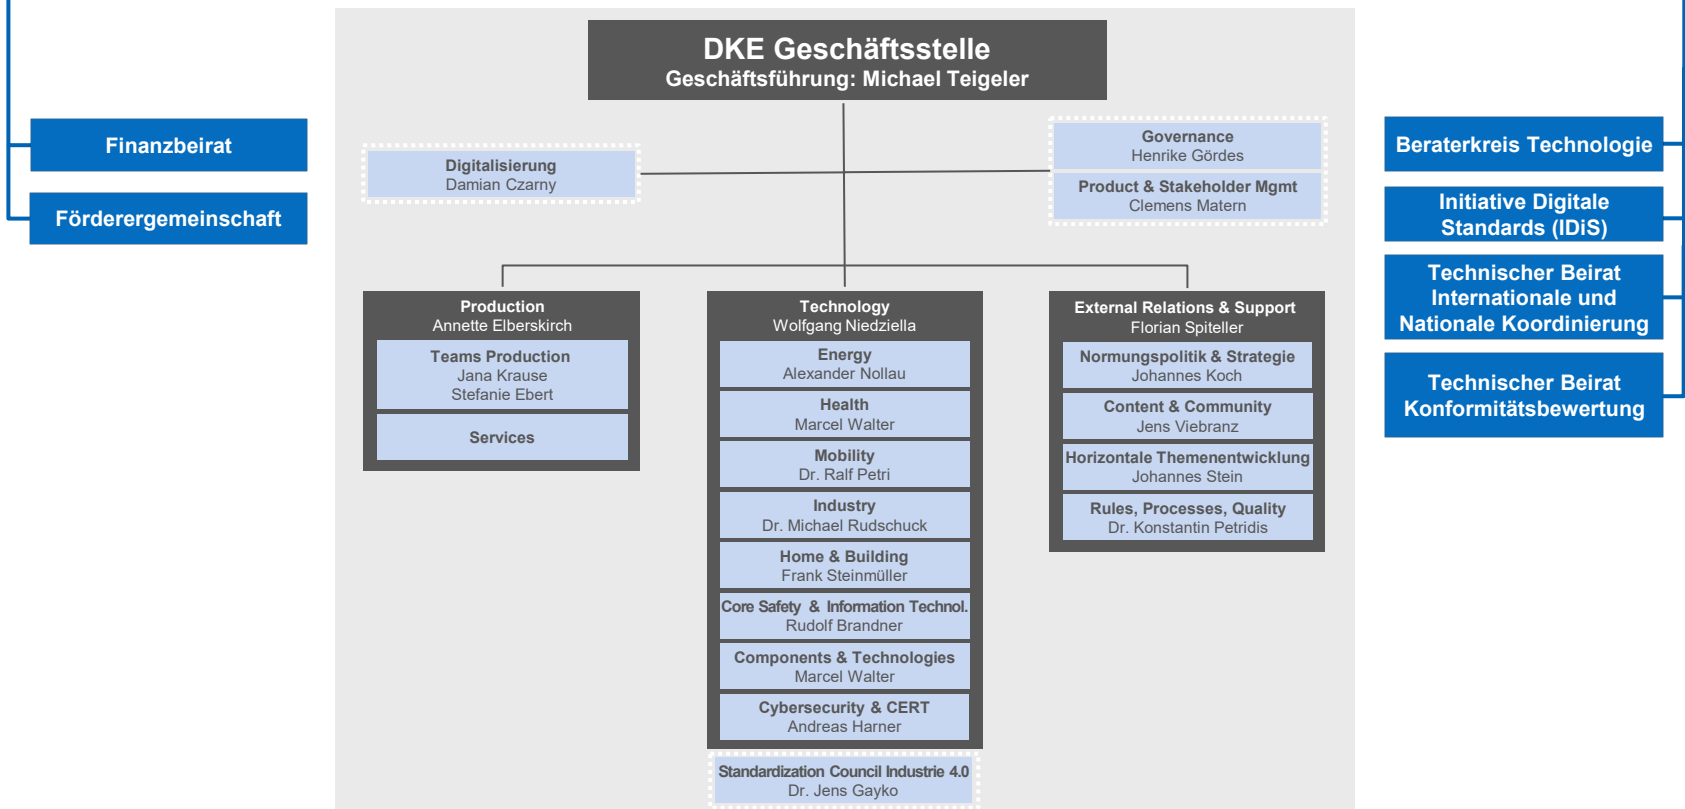 DKE Geschäftsstelle
Geschäftsführung: Michael Teigeler
Finanzbeirat
Förderergemeinschaft
Digitalisierung
Damian Czarny
Governance
Henrike Gördes
Product & Stakeholder Mgmt
Clemens Matern
Beraterkreis Technologie
Initiative Digitale
Standards (IDiS)
Technischer Beirat
Internationale und
Nationale Koordinierung
Technischer Beirat
Konformitätsbewertung
Production
Annette Elberskirch
Teams Production
Jana Krause
Stefanie Ebert
Services
Technology
Wolfgang Niedziella
Energy
Alexander Nollau
Health
Marcel Walter
Mobility
Dr. Ralf Petri
Industry
Dr. Michael Rudschuck
Home & Building
Frank Steinmüller
Core Safety & Information Technol.
Rudolf Brandner
Components & Technologies
Marcel Walter
Cybersecurity & CERT
Andreas Harner
Standardization Council Industrie 4.0
Dr. Jens Gayko
External Relations & Support
Florian Spiteller
Normungspolitik & Strategie
Johannes Koch
Content & Community
Jens Viebranz
Horizontale Themenentwicklung
Johannes Stein
Rules, Processes, Quality
Dr. Konstantin Petridis